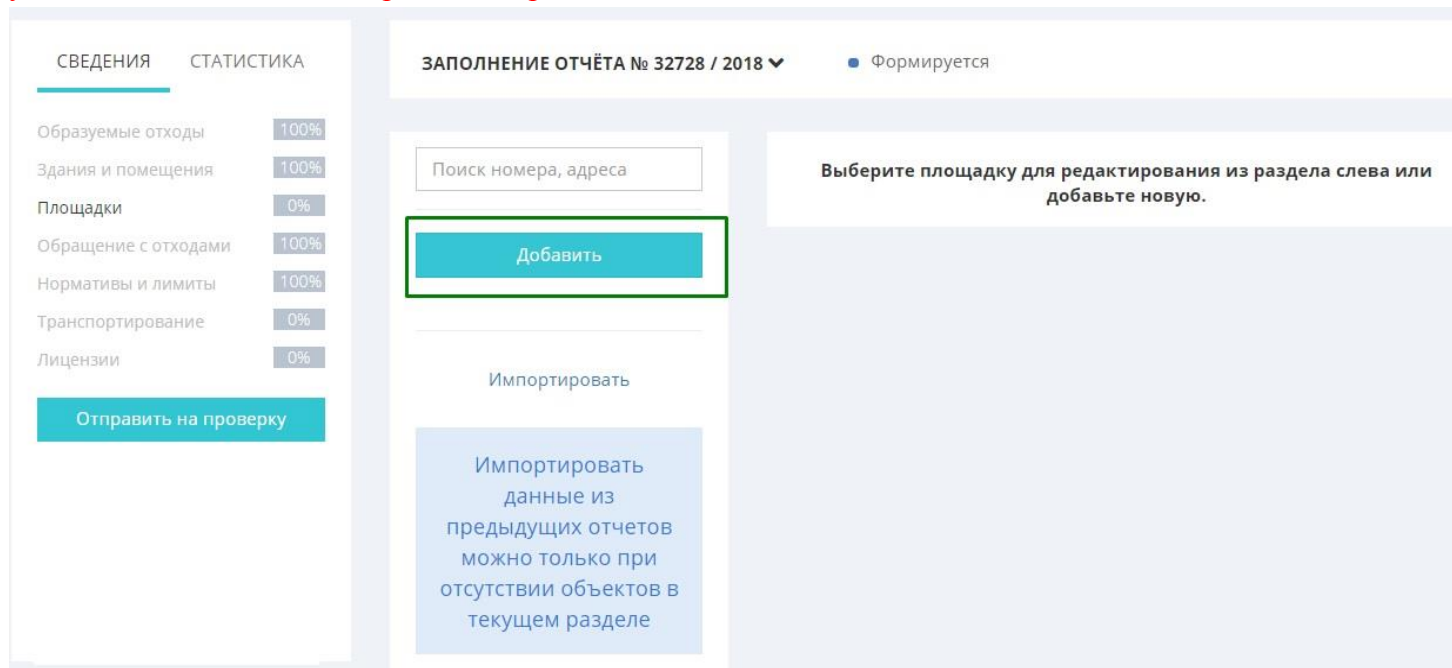 СВЕДЕНИЯ СТАТИСТИКА
Образуемые отходы 100%
Здания и помещения 100%
Площадки 0%
Обращение с отходами 100%
Нормативы и лимиты 100%
Транспортирование 0%
Лицензии 0%
Отправить на проверку
ЗАПОЛНЕНИЕ ОТЧЁТА № 32728 / 2018 Формируется
Поиск номера, адреса
Добавить
Импортировать
Импортировать
данные из
предыдущих отчетов
можно только при
отсутствии объектов в
текущем разделе
Выберите площадку для редактирования из раздела слева или
добавьте новую.